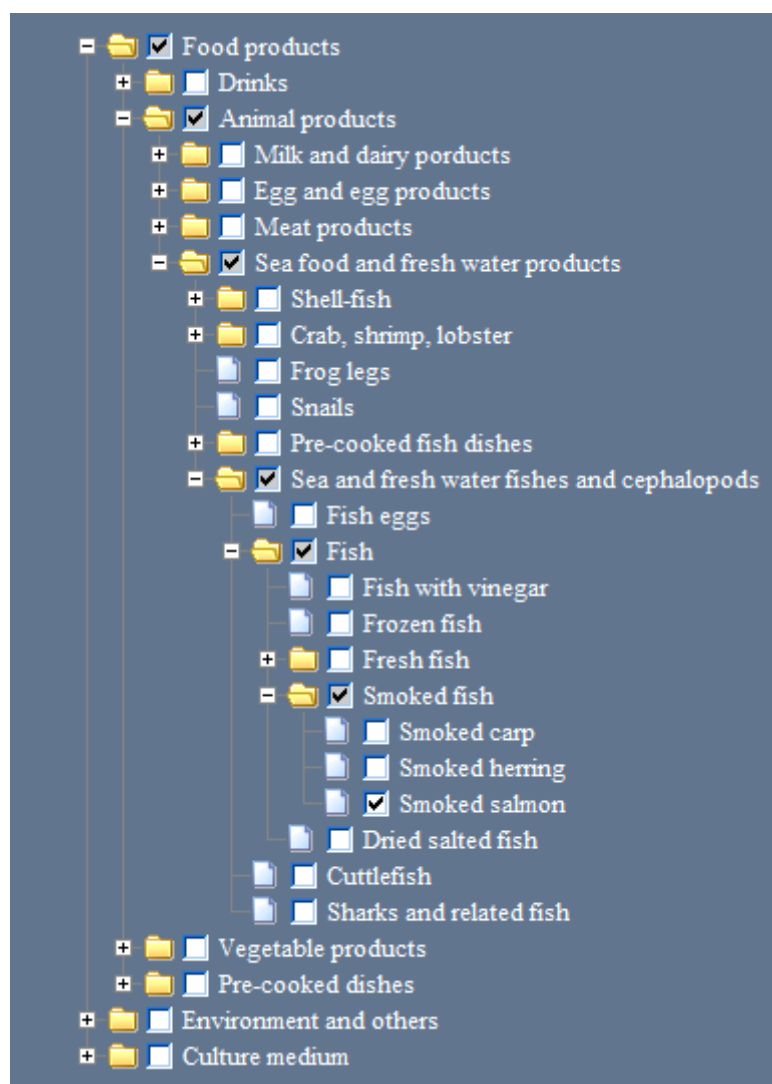 Food products
Drinks
Animal products
Milk and dairy porducts
Egg and egg products
Meat products
Sea food and fresh water products
Shell-fish
Crab, shrimp, lobster
Frog legs
Snails
Pre-cooked fish dishes
Sea and fresh water fishes and cephalopods
Fish eggs
Fish
Fish with vinegar
Frozen fish
Fresh fish
Smoked fish
Smoked carp
Smoked herring
Smoked salmon
Dried salted fish
Cuttlefish
Sharks and related fish
Vegetable products
Pre-cooked dishes
Environment and others
Culture medium